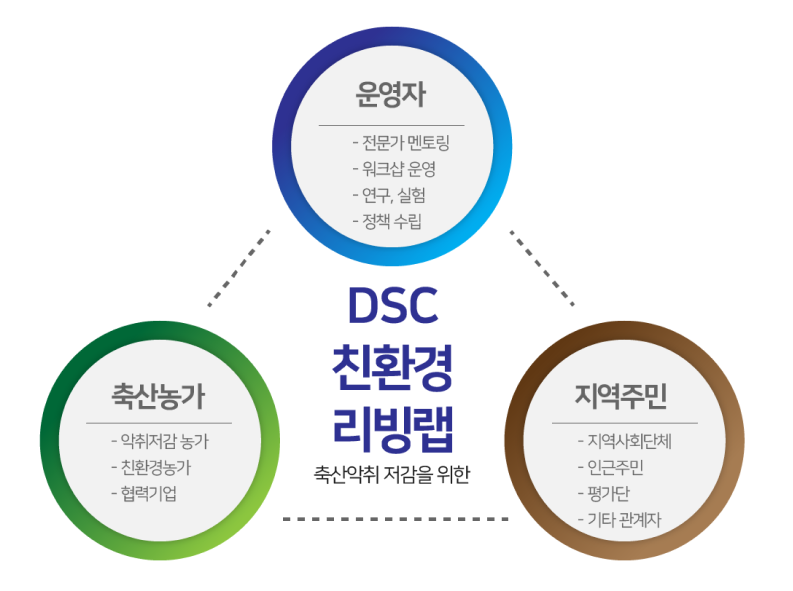 운영자
- 전문가 멘토링
- 워크샵 운영
- 연구, 실험
- 정책 수립
DSC
친환경
리빙랩
축산악취 저감을 위한
축산농가
- 악취저감 농가
- 친환경농가
- 협력기업
지역주민
- 지역사회단체
- 인근주민
- 평가단
- 기타 관계자